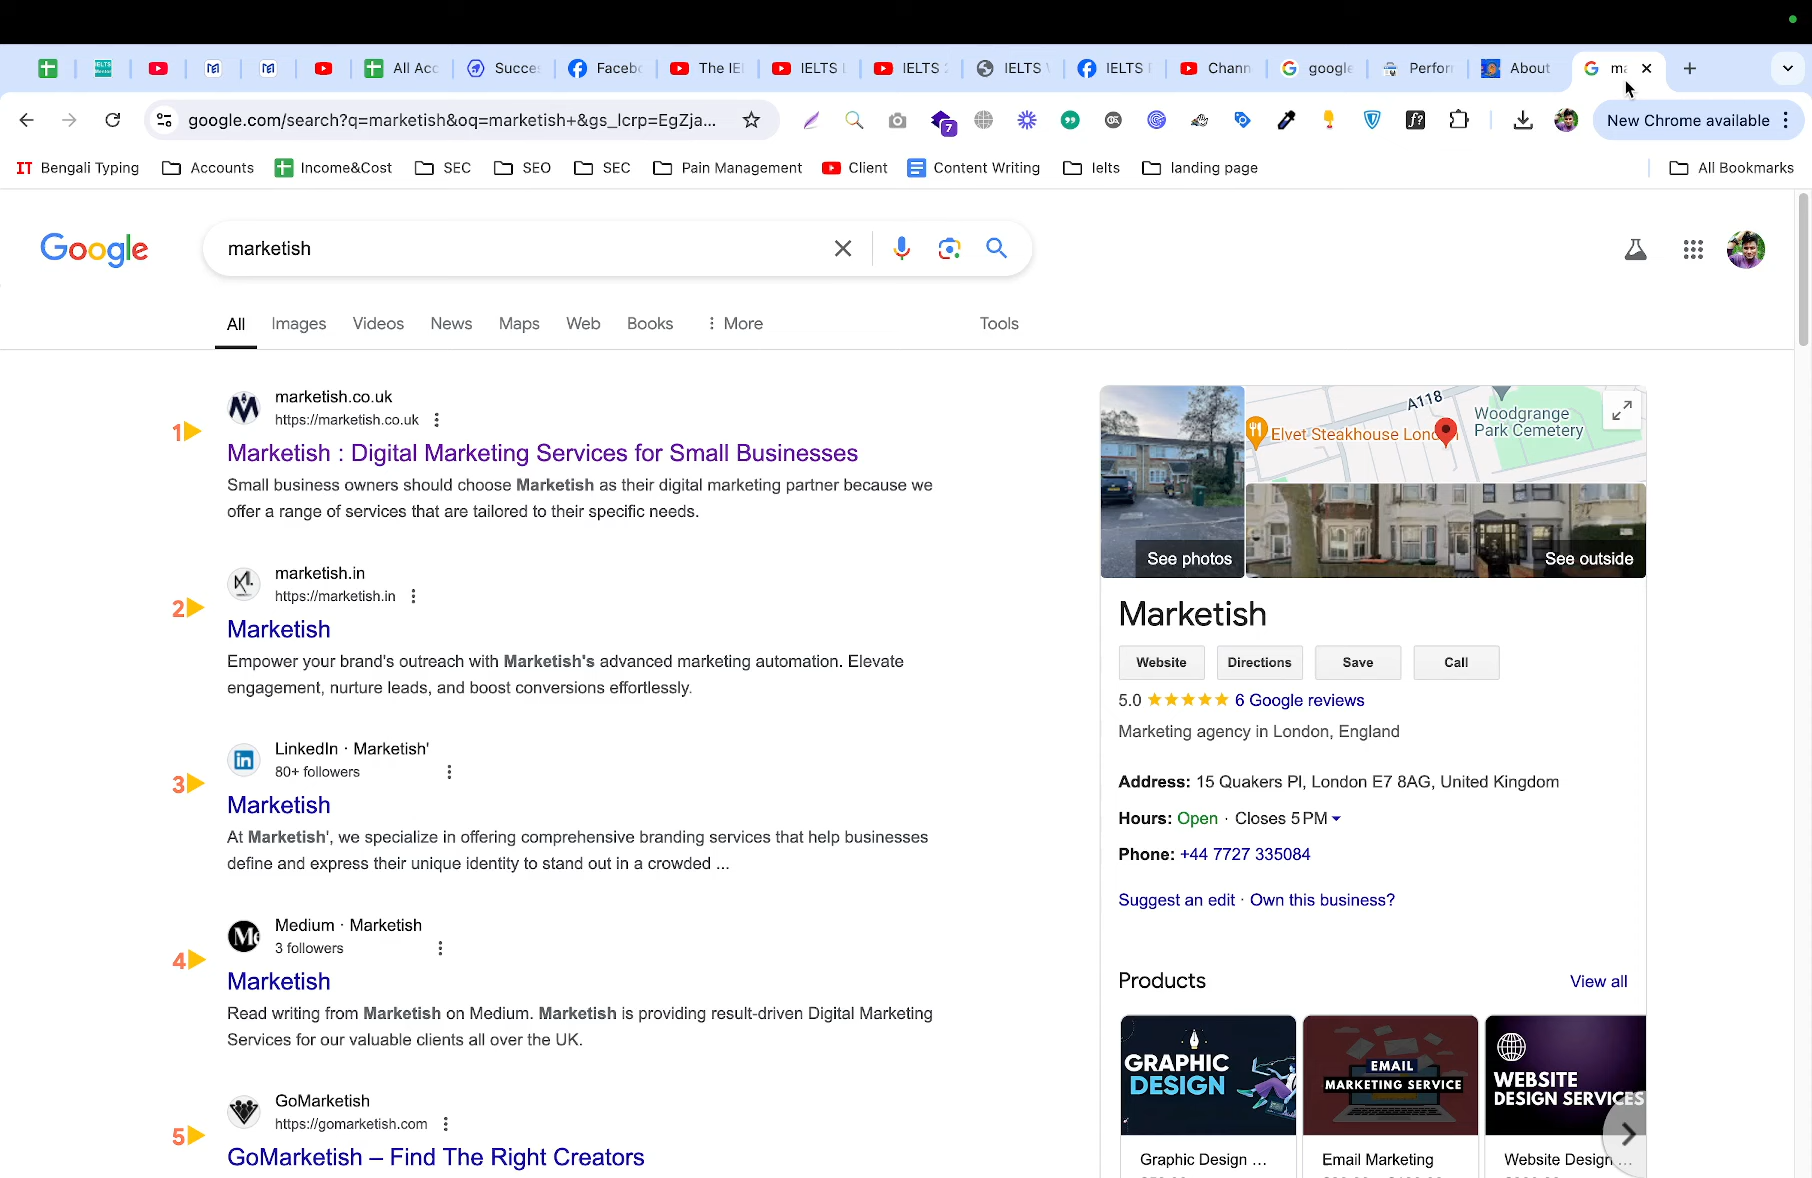 All Acc
Succe
Facebo
The IE
IELTS
IELTS 2
IELTS
IELTS
Chann
google
Perfor
About
ma
google.com/search?q=marketish&oq=marketish+&gs_lcrp=EgZja...
7
New Chrome available
IT Bengali Typing
Accounts
Income&Cost
SEC
SEO
SEC
Pain Management
Client
Content Writing
Ielts
landing page
All Bookmarks
Google
marketish
All
Images
Videos
News
Maps
Web
Books
More
Tools
1
marketish.co.uk
https://marketish.co.uk
Marketish : Digital Marketing Services for Small Businesses
Small business owners should choose Marketish as their digital marketing partner because we
offer a range of services that are tailored to their specific needs.
2
marketish.in
https://marketish.in
Marketish
Empower your brand's outreach with Marketish's advanced marketing automation. Elevate
engagement, nurture leads, and boost conversions effortlessly.
3
LinkedIn · Marketish'
80+ followers
Marketish
At Marketish', we specialize in offering comprehensive branding services that help businesses
define and express their unique identity to stand out in a crowded ...
4
Medium · Marketish
3 followers
Marketish
Read writing from Marketish on Medium. Marketish is providing result-driven Digital Marketing
Services for our valuable clients all over the UK.
5
GoMarketish
https://gomarketish.com
GoMarketish – Find The Right Creators
A118
Woodgrange
Park Cemetery
Elvet Steakhouse Lond
See photos
See outside
Marketish
Website
Directions
Save
Call
5.0 ★★★★★ 6 Google reviews
Marketing agency in London, England
Address: 15 Quakers Pl, London E7 8AG, United Kingdom
Hours: Open · Closes 5 PM
Phone: +44 7727 335084
Suggest an edit · Own this business?
Products
View all
GRAPHIC
DESIGN
EMAIL
MARKETING SERVICE
WEBSITE
DESIGN SERVICES
Graphic Design ...
Email Marketing
Website Design ...